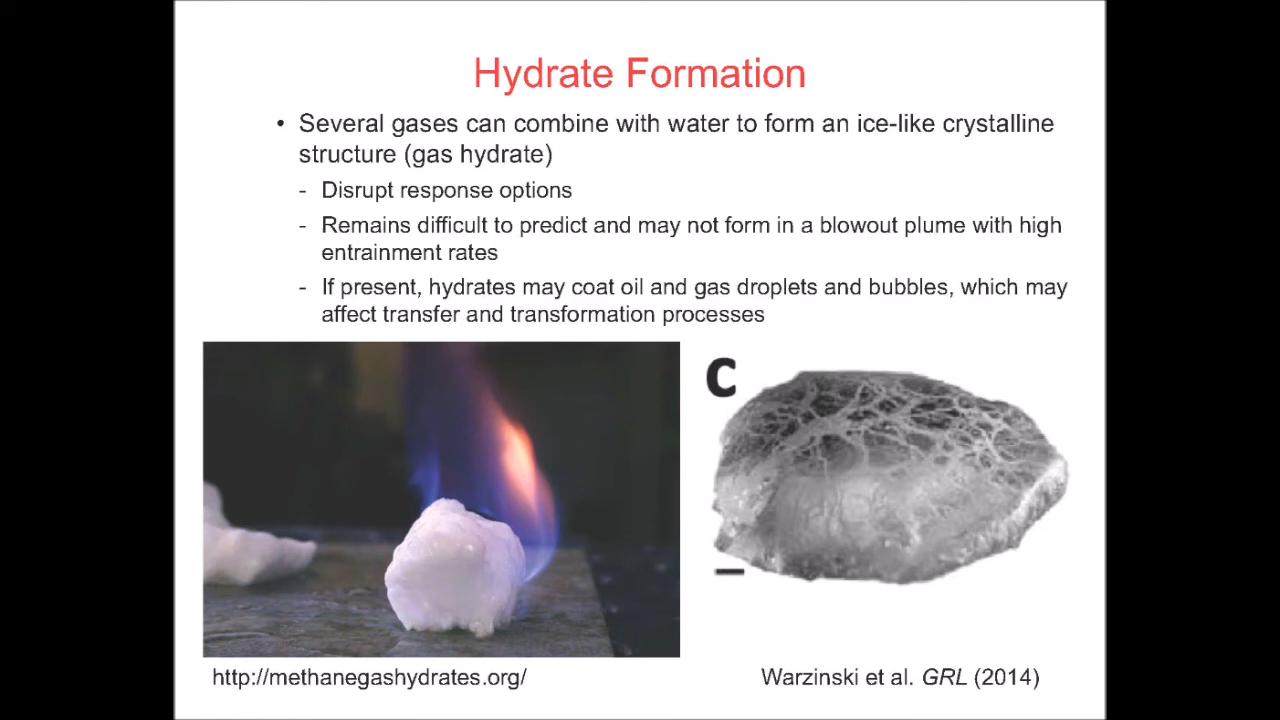 Hydrate Formation
• Several gases can combine with water to form an ice-like crystalline
structure (gas hydrate)
- Disrupt response options
- Remains difficult to predict and may not form in a blowout plume with high
entrainment rates
- If present, hydrates may coat oil and gas droplets and bubbles, which may
affect transfer and transformation processes
C
http://methanegashydrates.org/
Warzinski et al. GRL (2014)